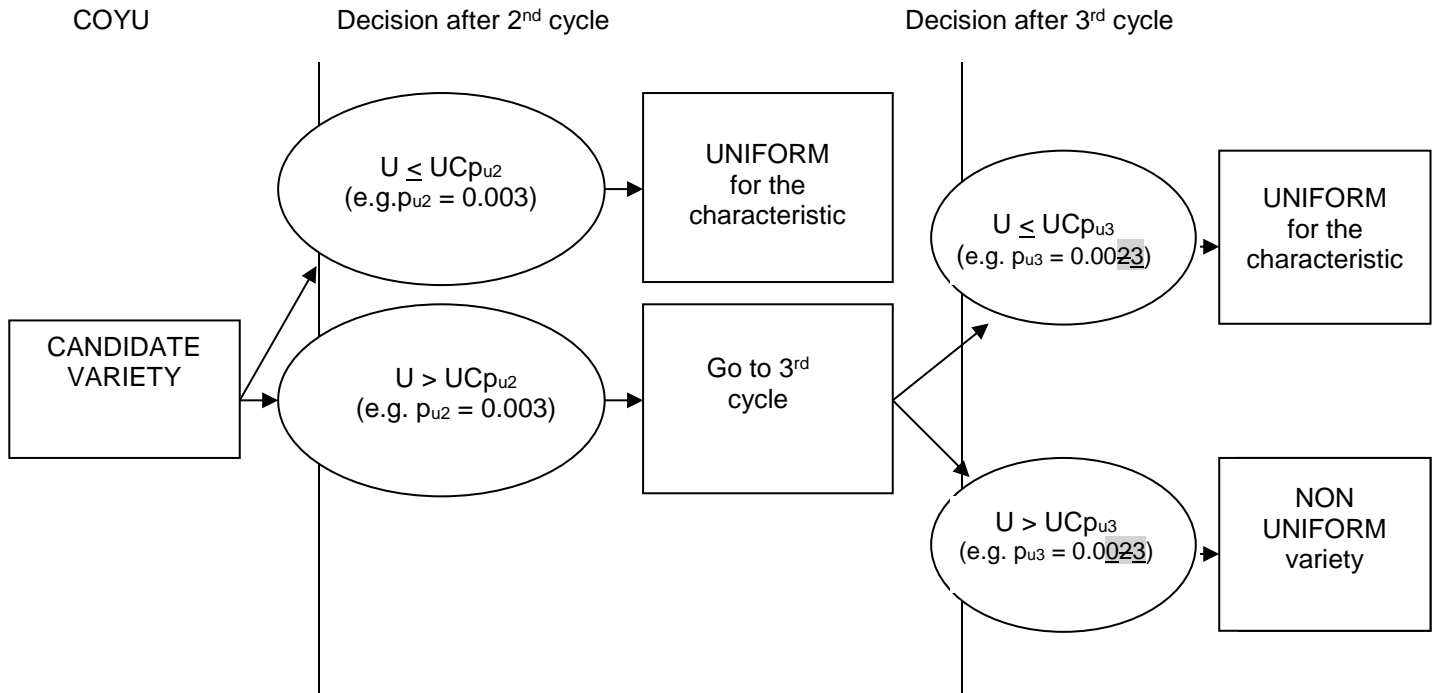 COYU
Decision after 2nd cycle
Decision after 3rd cycle
CANDIDATE
VARIETY
U ≤ UCpu2
(e.g.pu2 = 0.003)
UNIFORM
for the
characteristic
U > UCpu2
(e.g. pu2 = 0.003)
Go to 3rd
cycle
U ≤ UCpu3
(e.g. pu3 = 0.0023)
UNIFORM
for the
characteristic
U > UCpu3
(e.g. pu3 = 0.0023)
NON
UNIFORM
variety